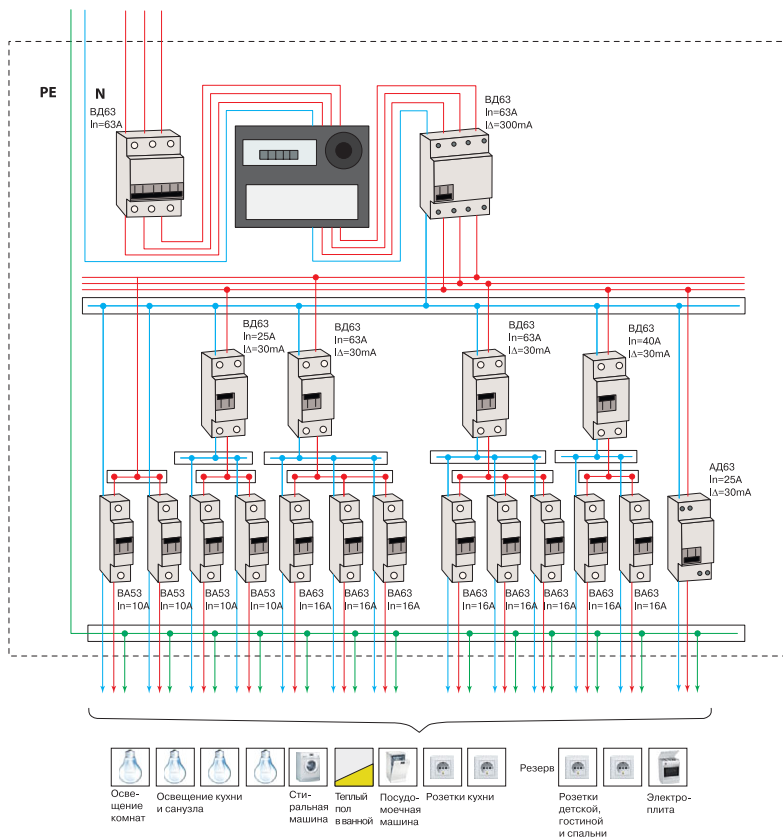 PE
N
ВД63
In=63A
ВД63
In=63A
IΔ=300mA
ВД63
In=25A
IΔ=30mA
ВД63
In=63A
IΔ=30mA
ВД63
In=63A
IΔ=30mA
ВД63
In=40A
IΔ=30mA
АД63
In=25A
IΔ=30mA
ВА53
In=10A
ВА53
In=10A
ВА53
In=10A
ВА53
In=10A
ВА63
In=16A
ВА63
In=16A
ВА63
In=16A
ВА63
In=16A
ВА63
In=16A
ВА63
In=16A
ВА63
In=16A
ВА63
In=16A
Осве-
щение
комнат
Освещение кухни
и санузла
Сти-
ральная
машина
Теплый
пол
в ванной
Посудо-
моечная
машина
Розетки кухни
Резерв
Розетки
детской,
гостиной
и спальни
Электро-
плита